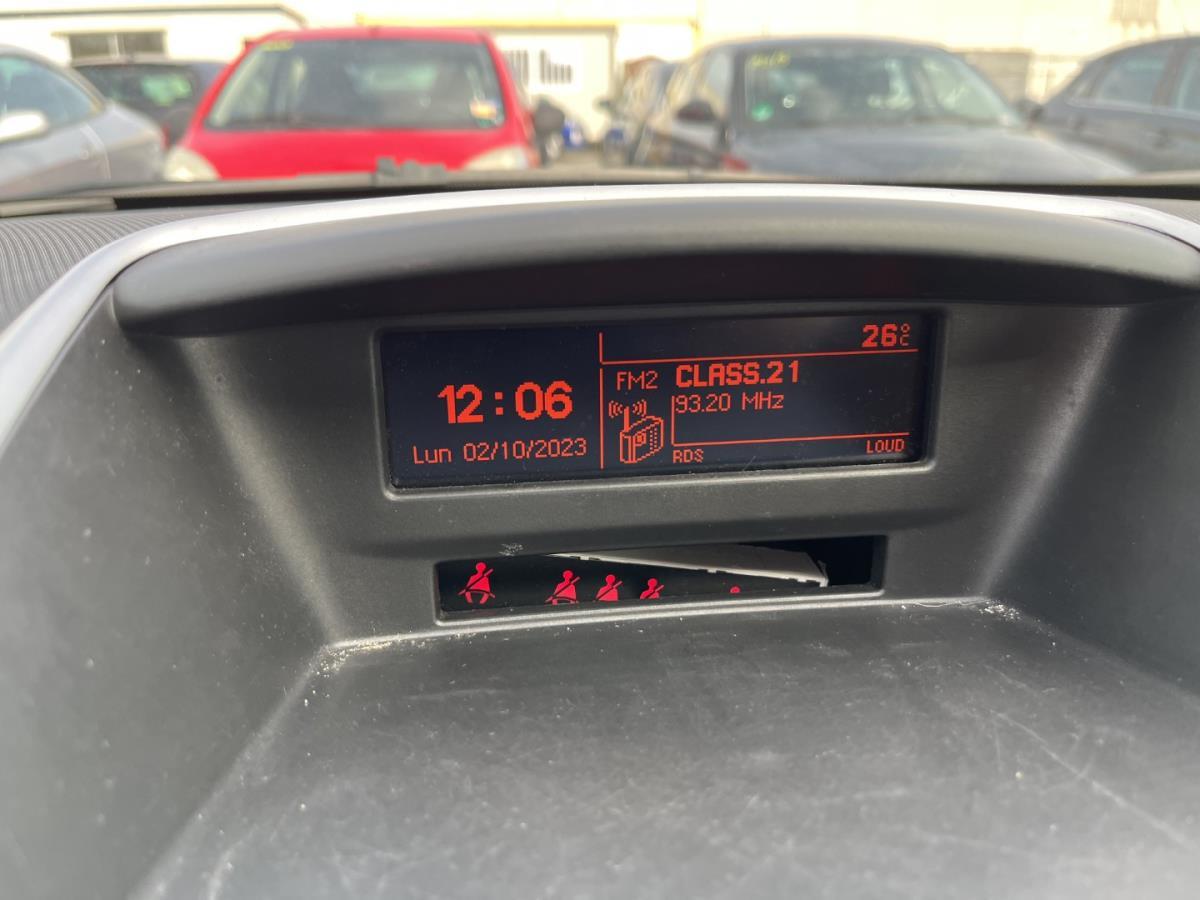 26°C
12:06
FM2 CLASS.21
93.20 MHz
Lun 02/10/2023
RDS LOUD